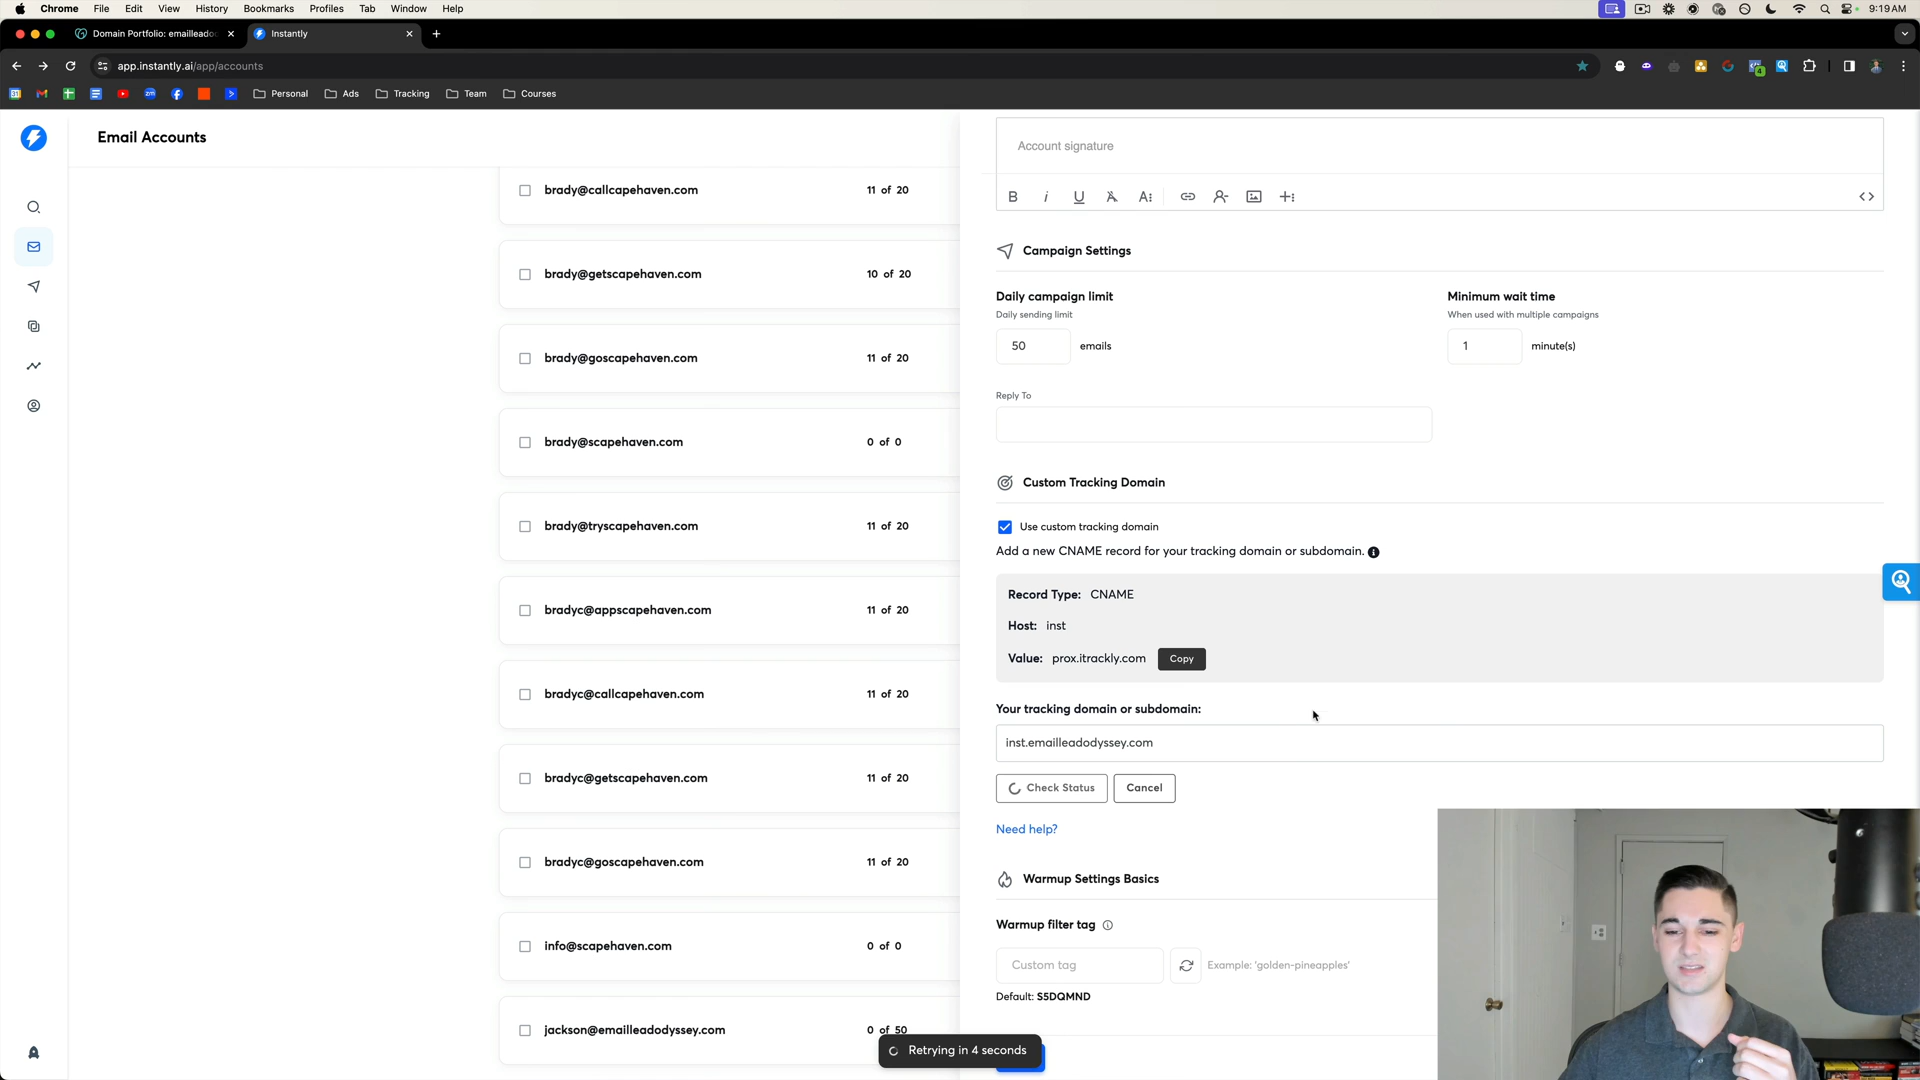 Chrome File Edit View History Bookmarks Profiles Tab Window Help 9:19 AM
Domain Portfolio: emailleado Instantly
app.instantly.ai/app/accounts
Personal Ads Tracking Team Courses
Email Accounts
brady@callcapehaven.com 11 of 20
brady@getscapehaven.com 10 of 20
brady@goscapehaven.com 11 of 20
brady@scapehaven.com 0 of 0
brady@tryscapehaven.com 11 of 20
bradyc@appscapehaven.com 11 of 20
bradyc@callcapehaven.com 11 of 20
bradyc@getscapehaven.com 11 of 20
bradyc@goscapehaven.com 11 of 20
info@scapehaven.com 0 of 0
jackson@emailleadodyssey.com 0 of 50
Account signature
Campaign Settings
Daily campaign limit
Daily sending limit
50 emails
Minimum wait time
When used with multiple campaigns
1 minute(s)
Reply To
Custom Tracking Domain
Use custom tracking domain
Add a new CNAME record for your tracking domain or subdomain.
Record Type: CNAME
Host: inst
Value: prox.itrackly.com Copy
Your tracking domain or subdomain:
inst.emailleadodyssey.com
Check Status Cancel
Need help?
Warmup Settings Basics
Warmup filter tag
Custom tag Example: 'golden-pineapples'
Default: S5DQMND
Retrying in 4 seconds